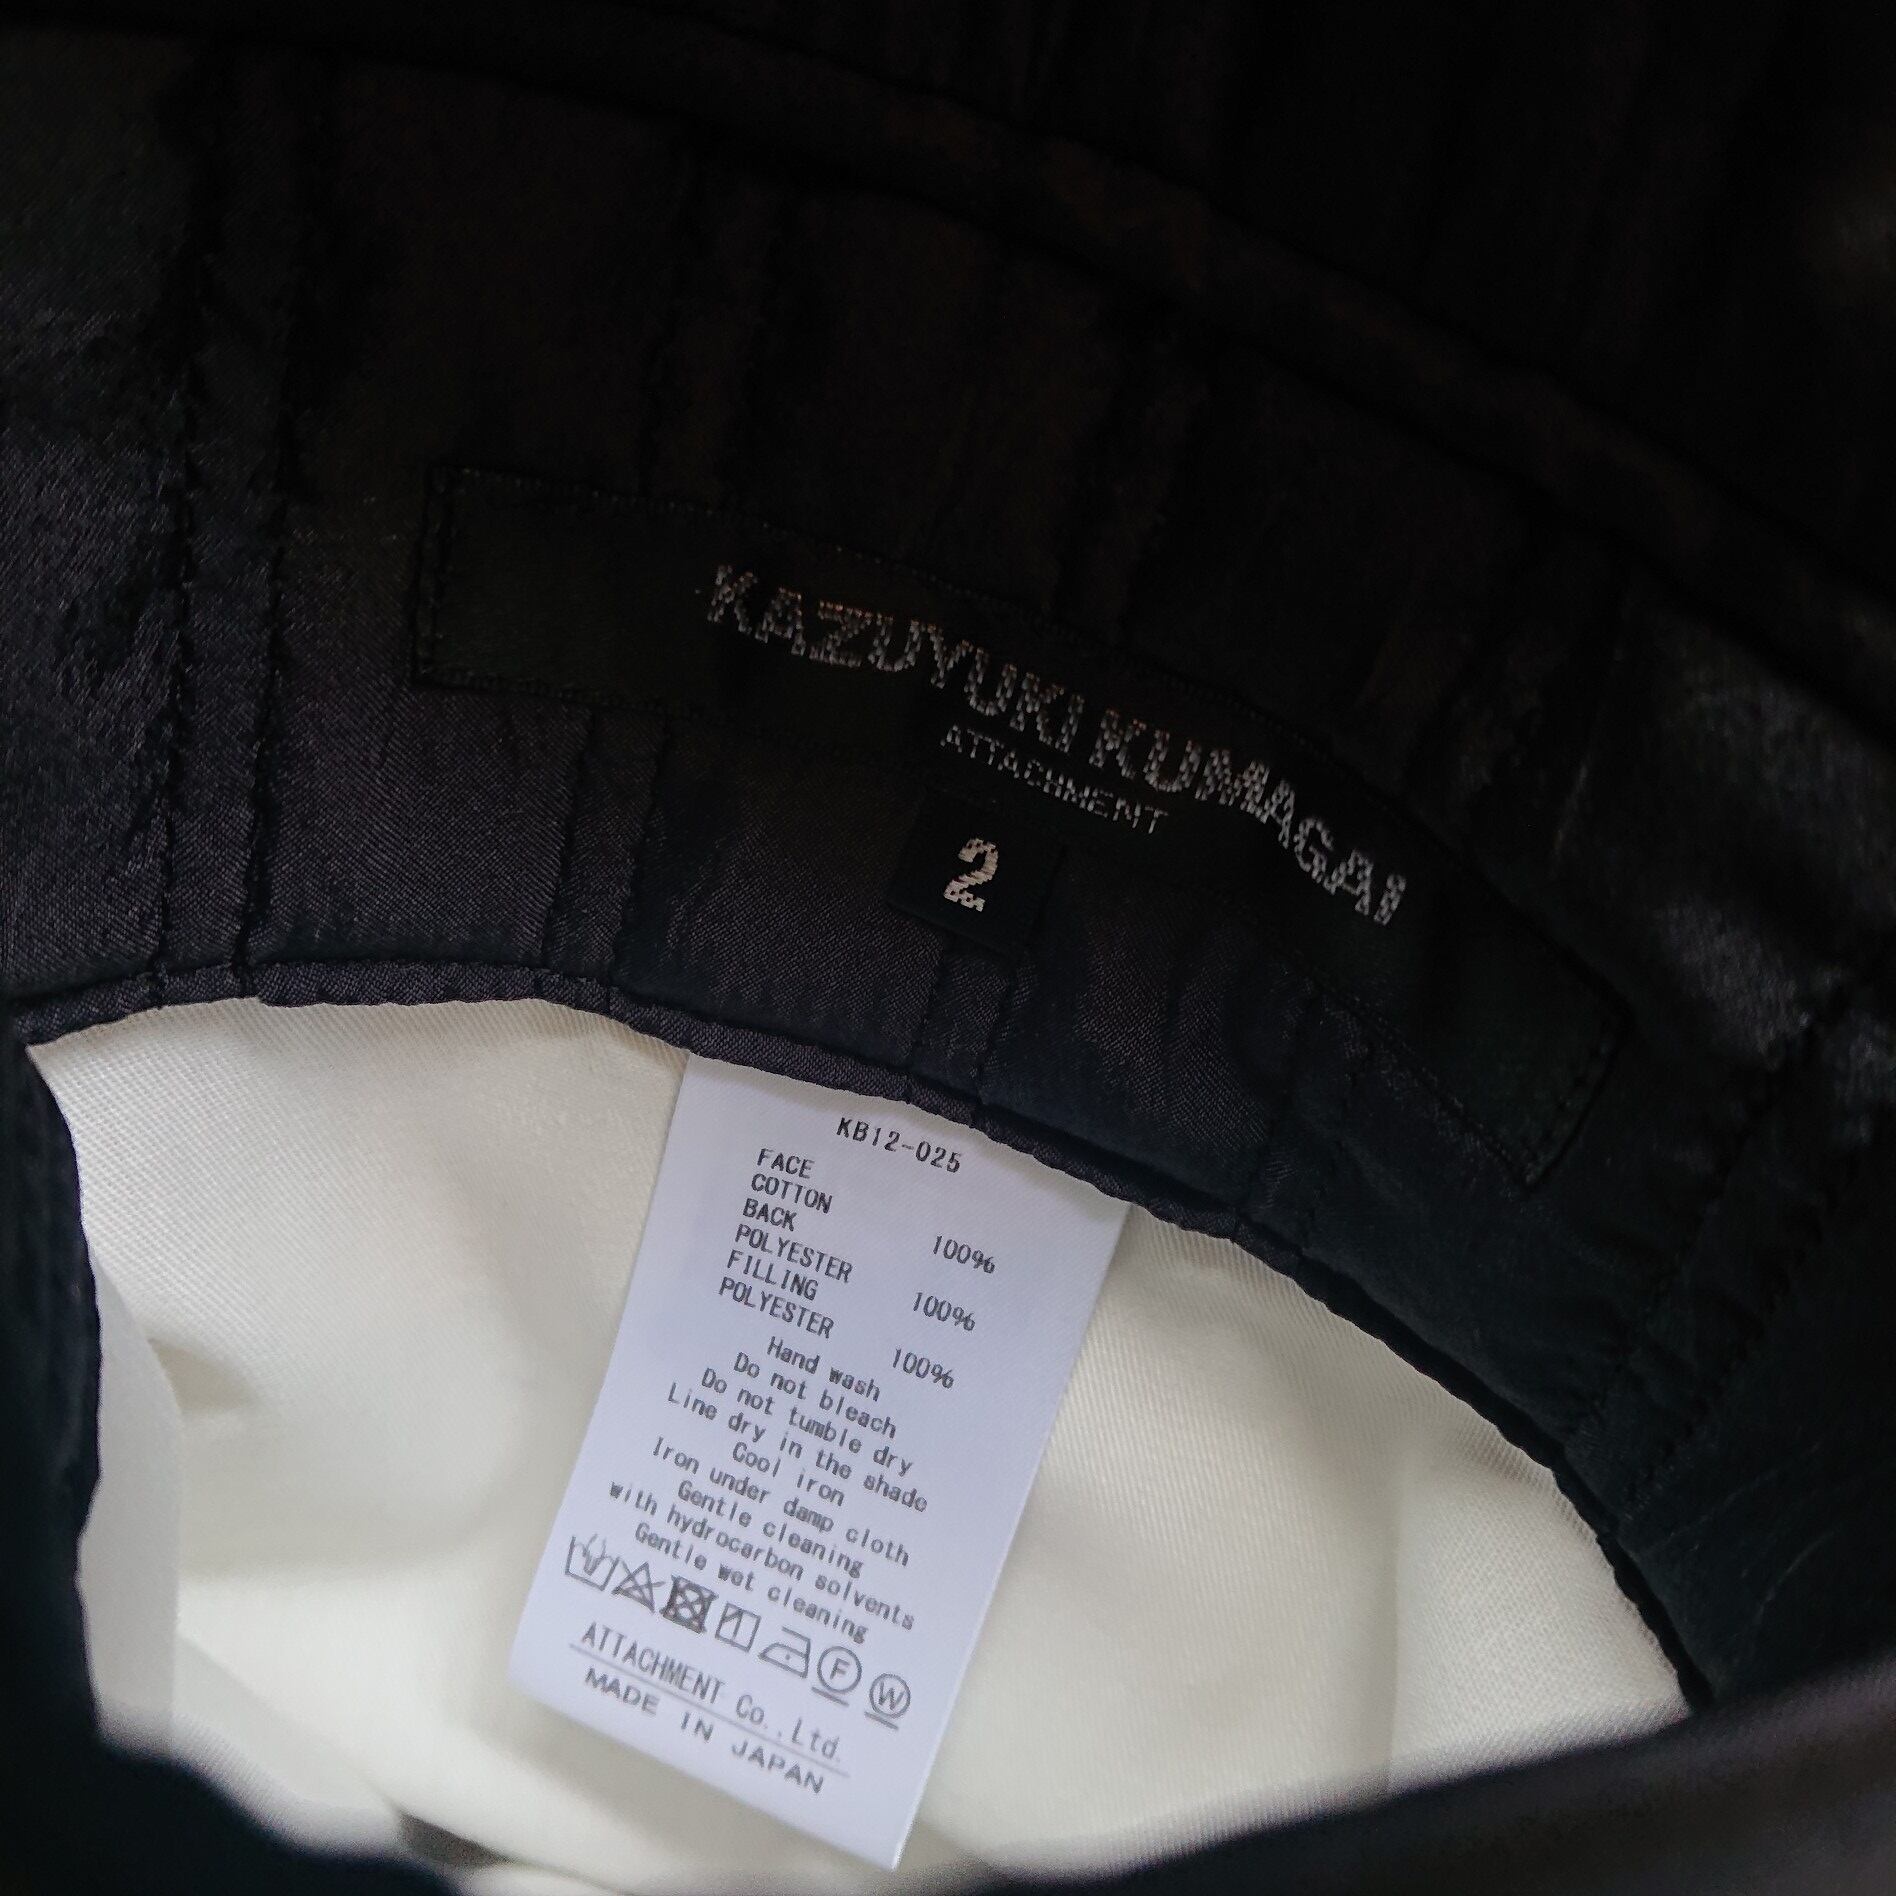 KAZUYUKI KUMAGAI
ATTACHMENT
2
KB12-025
FACE
COTTON 100%
BACK
POLYESTER 100%
FILLING
POLYESTER 100%
Hand wash
Do not bleach
Do not tumble dry
Line dry in the shade
Cool iron
Iron under damp cloth
Gentle cleaning
with hydrocarbon solvents
Gentle wet cleaning
F W
ATTACHMENT Co.,Ltd.
MADE IN JAPAN